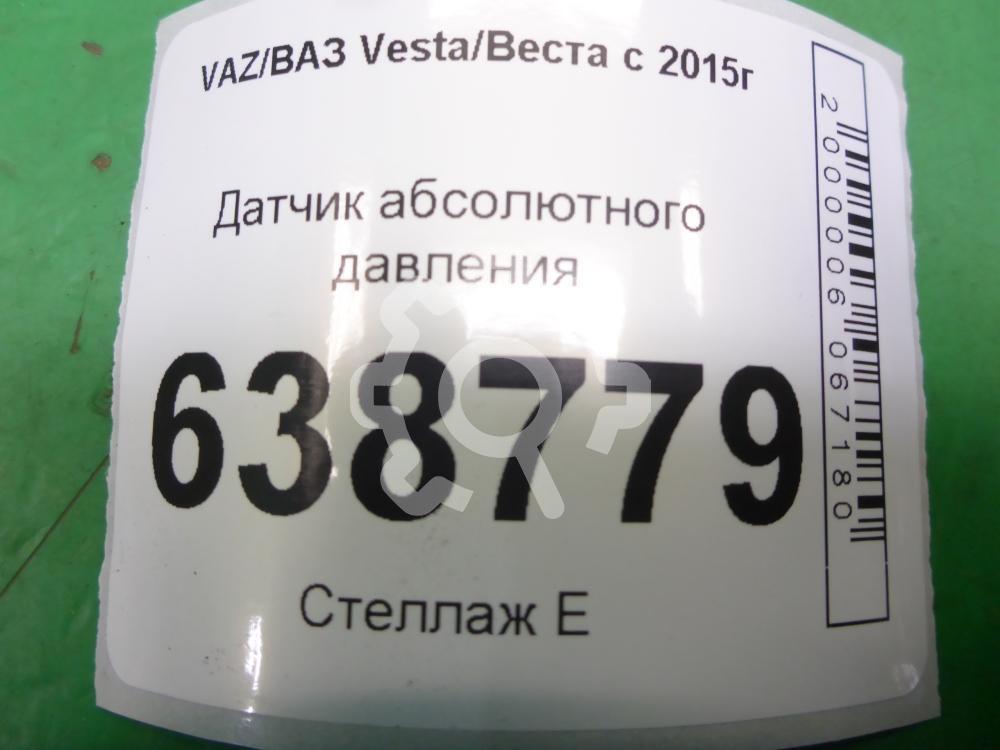 VAZ/ВАЗ Vesta/Веста с 2015г
Датчик абсолютного
давления
638779
Стеллаж Е
2000006067180